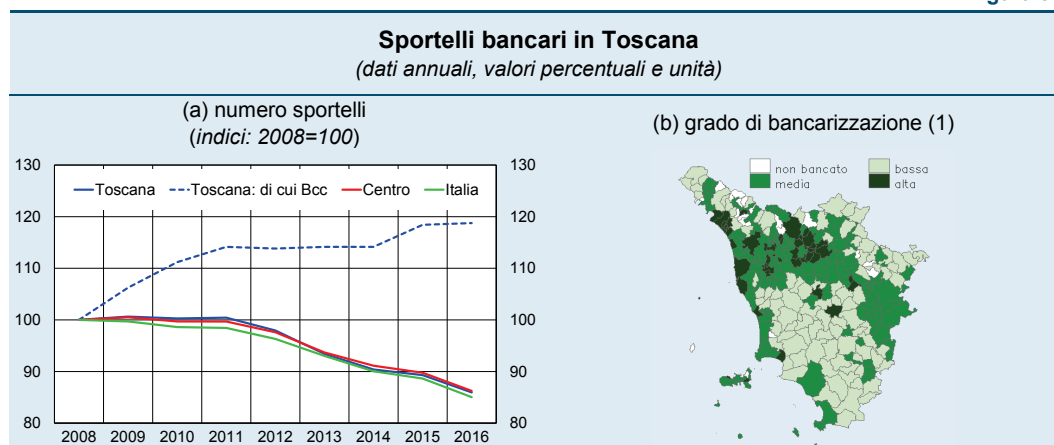 Sportelli bancari in Toscana
(dati annuali, valori percentuali e unità)
(a) numero sportelli
(indici: 2008=100)
130 130
Toscana Toscana: di cui Bcc Centro Italia
120 120
110 110
100 100
90 90
80 80
2008 2009 2010 2011 2012 2013 2014 2015 2016
(b) grado di bancarizzazione (1)
non bancato bassa
media alta